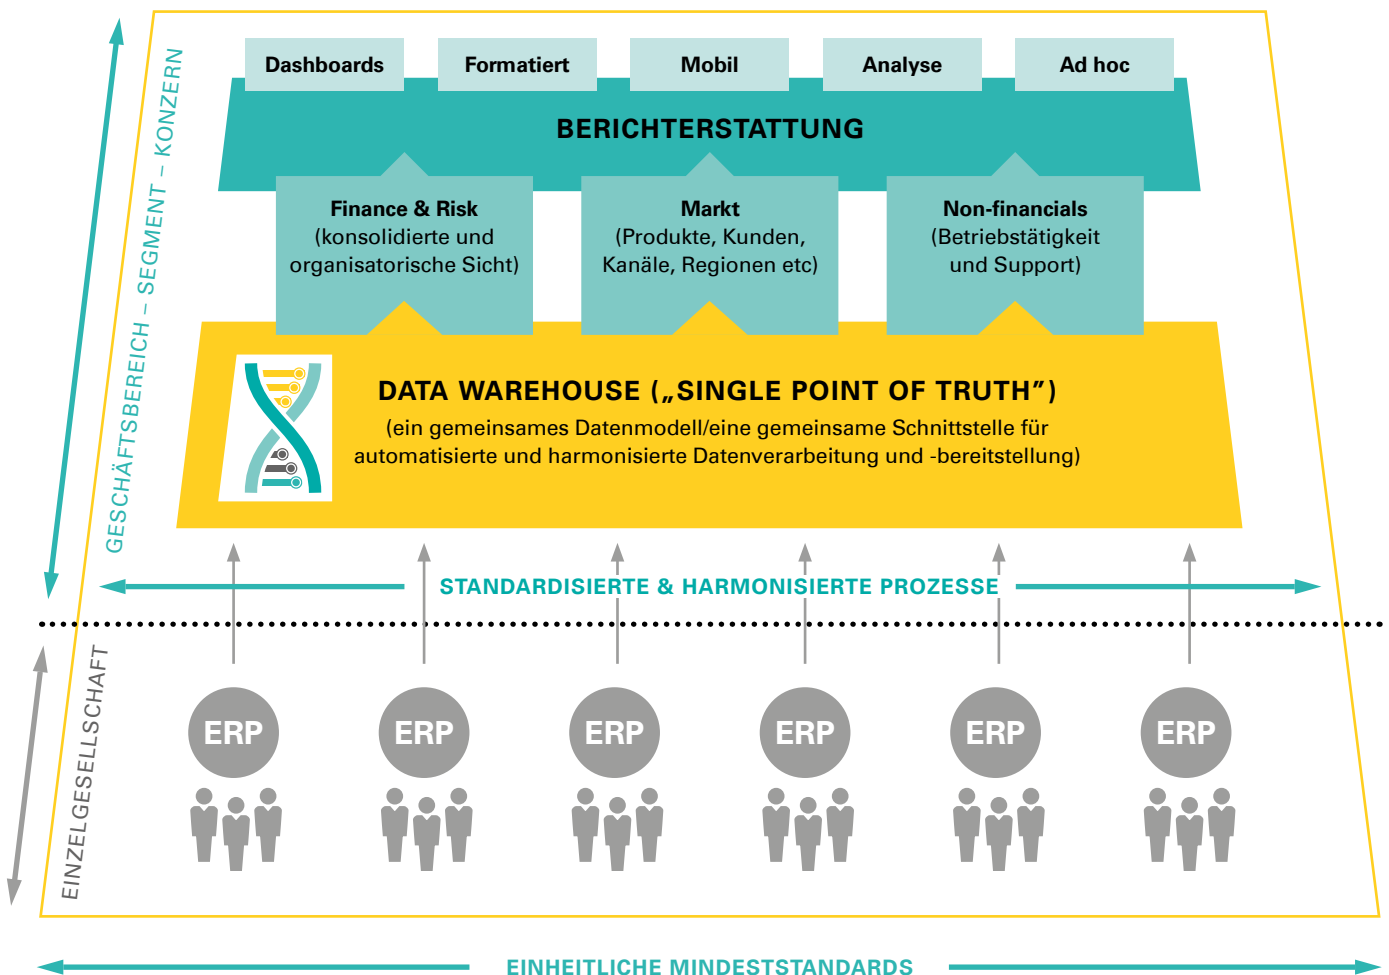 Dashboards
Formatiert
Mobil
Analyse
Ad hoc
BERICHTERSTATTUNG
Finance & Risk
(konsolidierte und
organisatorische Sicht)
Markt
(Produkte, Kunden,
Kanäle, Regionen etc)
Non-financials
(Betriebstätigkeit
und Support)
GESCHÄFTSBEREICH – SEGMENT – KONZERN
DATA WAREHOUSE („SINGLE POINT OF TRUTH”)
(ein gemeinsames Datenmodell/eine gemeinsame Schnittstelle für
automatisierte und harmonisierte Datenverarbeitung und -bereitstellung)
STANDARDISIERTE & HARMONISIERTE PROZESSE
EINZELGESELLSCHAFT
ERP
ERP
ERP
ERP
ERP
ERP
EINHEITLICHE MINDESTSTANDARDS